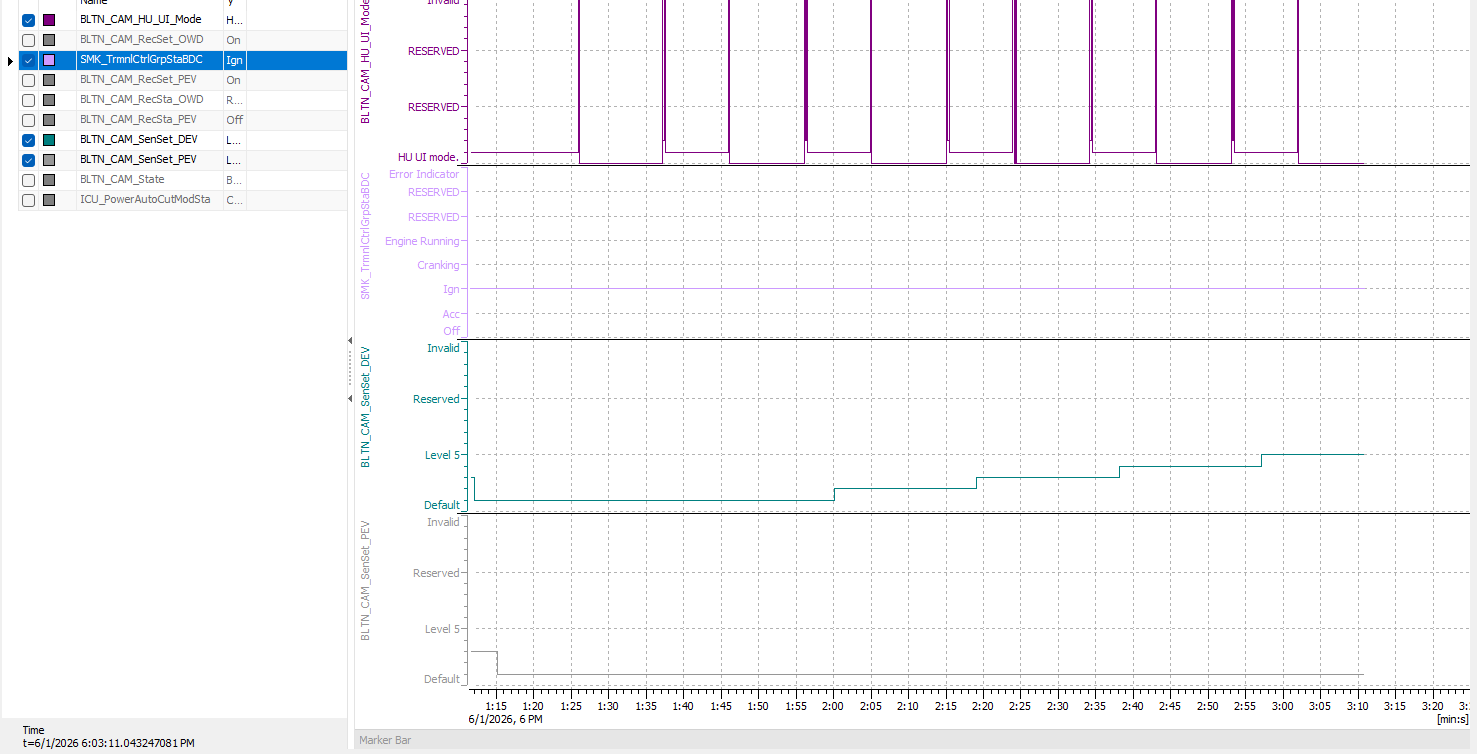 Name
y
BLTN_CAM_HU_UI_Mode H...
BLTN_CAM_RecSet_OWD On
SMK_TrmnlCtrlGrpStaBDC Ign
BLTN_CAM_RecSet_PEV On
BLTN_CAM_RecSta_OWD R...
BLTN_CAM_RecSta_PEV Off
BLTN_CAM_SenSet_DEV L...
BLTN_CAM_SenSet_PEV L...
BLTN_CAM_State B...
ICU_PowerAutoCutModSta C...
Time
t=6/1/2026 6:03:11.043247081 PM
BLTN_CAM_HU_UI_Mode
Invalid
RESERVED
RESERVED
HU UI mode.
SMK_TrmnlCtrlGrpStaBDC
Error Indicator
RESERVED
RESERVED
Engine Running
Cranking
Ign
Acc
Off
BLTN_CAM_SenSet_DEV
Invalid
Reserved
Level 5
Default
BLTN_CAM_SenSet_PEV
Invalid
Reserved
Level 5
Default
1:15 1:20 1:25 1:30 1:35 1:40 1:45 1:50 1:55 2:00 2:05 2:10 2:15 2:20 2:25 2:30 2:35 2:40 2:45 2:50 2:55 3:00 3:05 3:10 3:15 3:20 3:
6/1/2026, 6 PM
[min:s]
Marker Bar